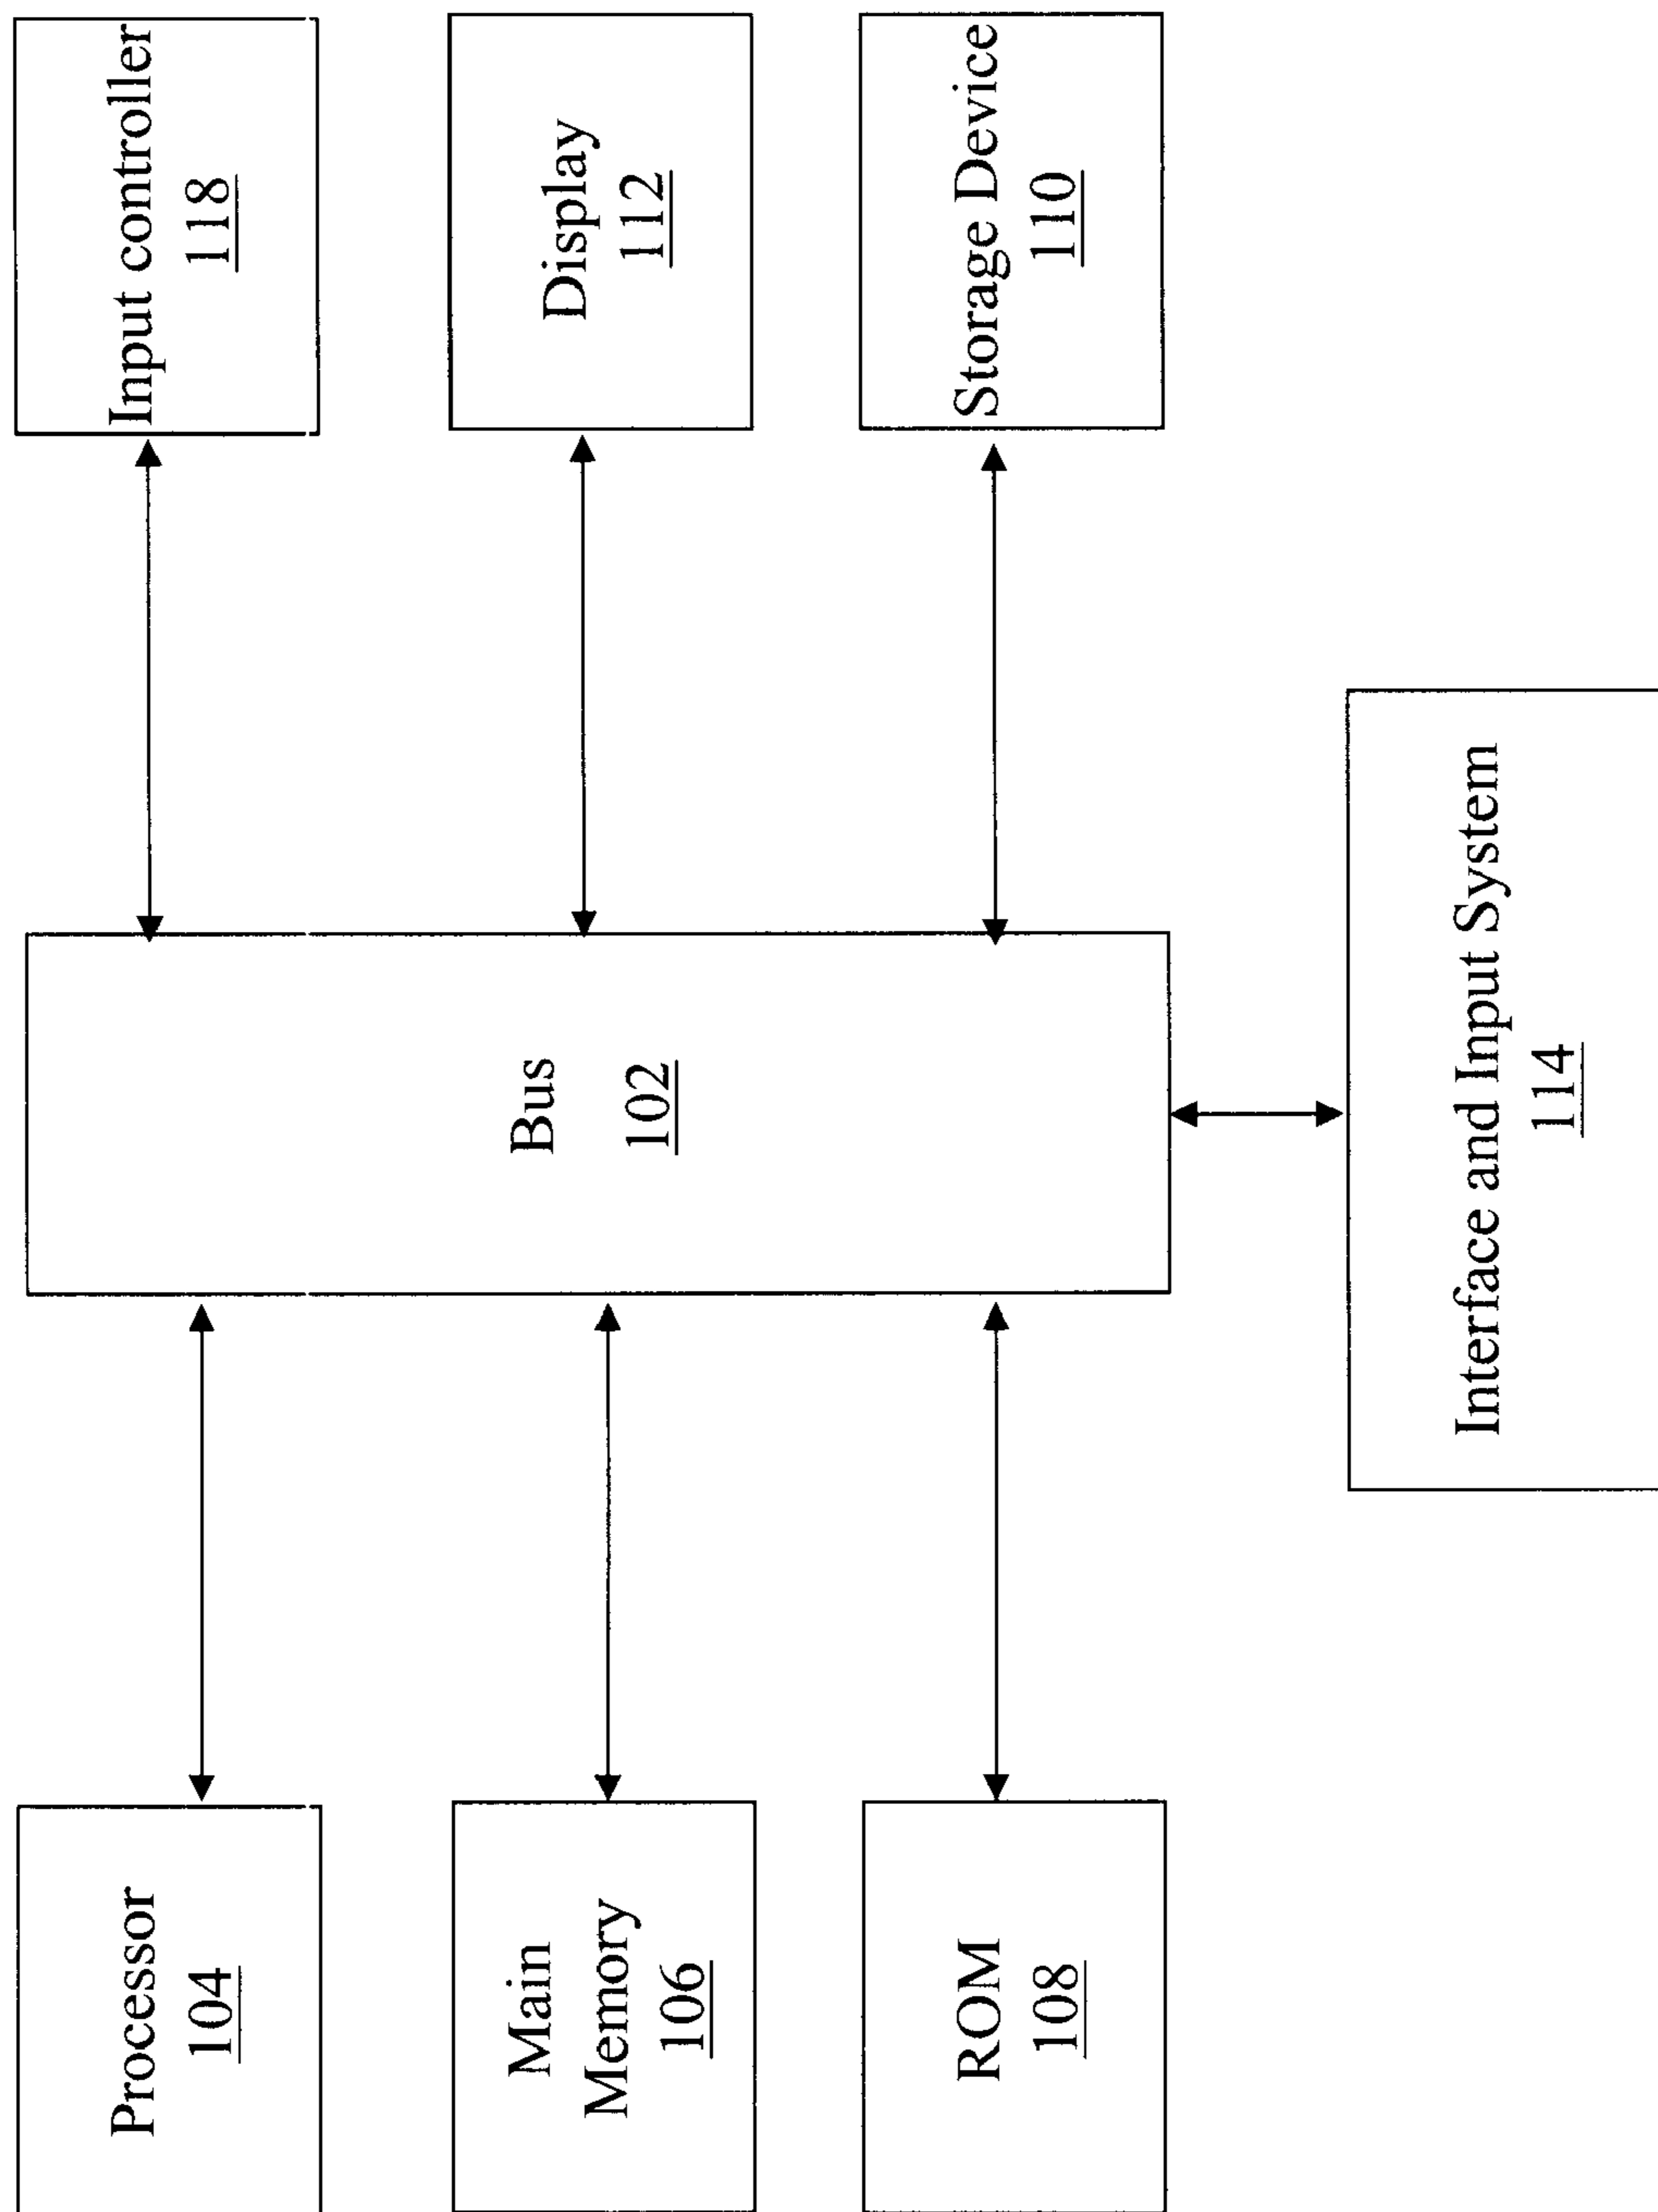 Processor
104
Main
Memory
106
ROM
108
Bus
102
Input controller
118
Display
112
Storage Device
110
Interface and Input System
114